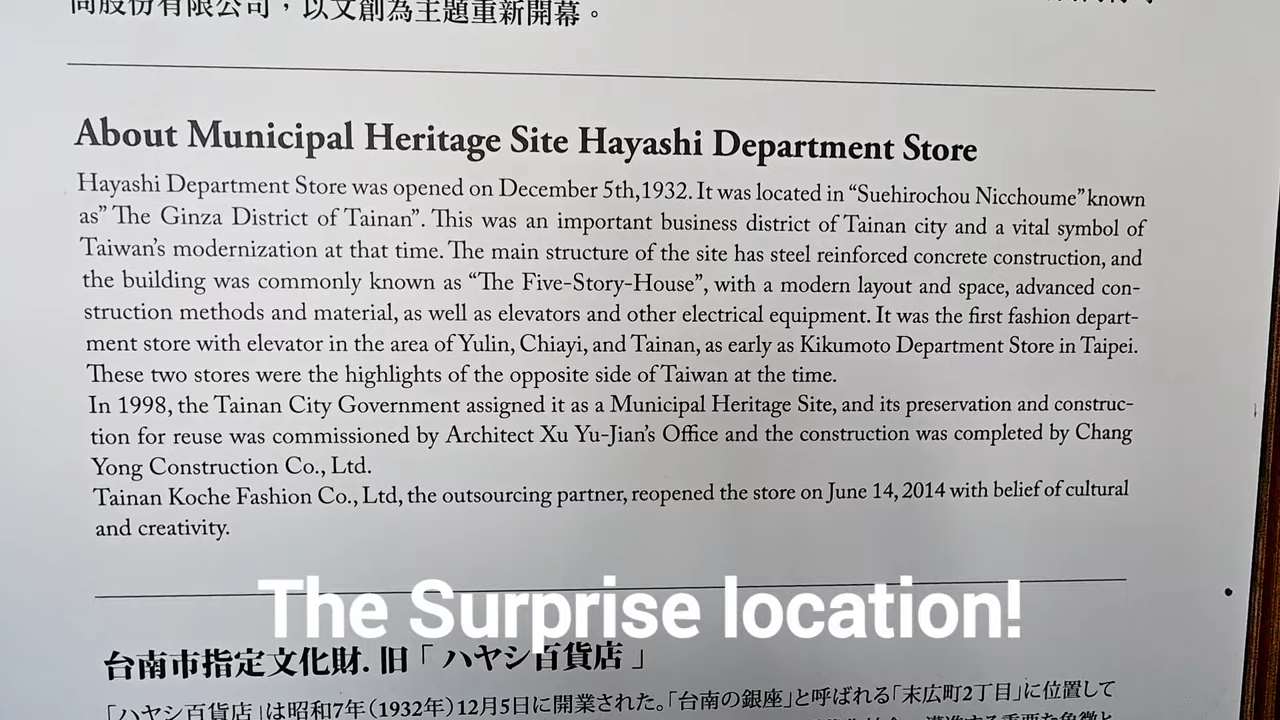 司股份有限公司，以文創為主題重新開幕。
About Municipal Heritage Site Hayashi Department Store
Hayashi Department Store was opened on December 5th,1932. It was located in “Suehirochou Nicchoume”known
as” The Ginza District of Tainan”. This was an important business district of Tainan city and a vital symbol of
Taiwan’s modernization at that time. The main structure of the site has steel reinforced concrete construction, and
the building was commonly known as “The Five-Story-House”, with a modern layout and space, advanced con-
struction methods and material, as well as elevators and other electrical equipment. It was the first fashion depart-
ment store with elevator in the area of Yulin, Chiayi, and Tainan, as early as Kikumoto Department Store in Taipei.
These two stores were the highlights of the opposite side of Taiwan at the time.
In 1998, the Tainan City Government assigned it as a Municipal Heritage Site, and its preservation and construc-
tion for reuse was commissioned by Architect Xu Yu-Jian’s Office and the construction was completed by Chang
Yong Construction Co., Ltd.
Tainan Koche Fashion Co., Ltd, the outsourcing partner, reopened the store on June 14, 2014 with belief of cultural
and creativity.
The Surprise location!
台南市指定文化財. 旧「ハヤシ百貨店」
「ハヤシ百貨店」は昭和7年（1932年）12月5日に開業された。「台南の銀座」と呼ばれる「末広町2丁目」に位置して